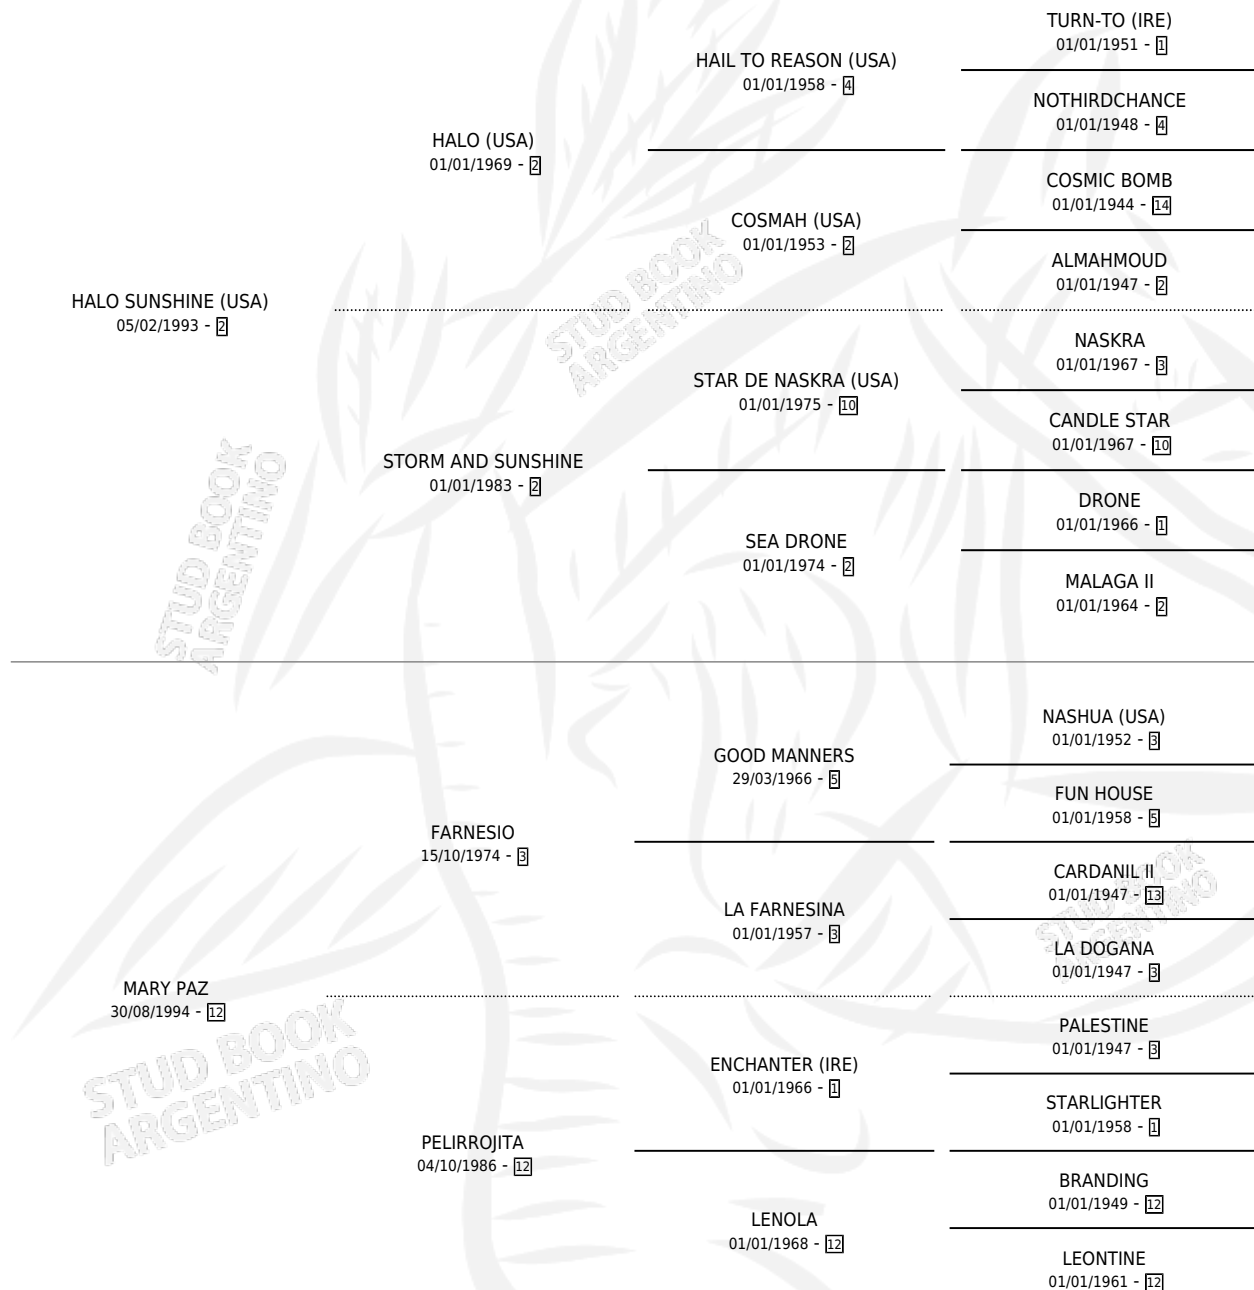 TURN-TO (IRE)
01/01/1951 - 1
HAIL TO REASON (USA)
01/01/1958 - 4
NOTHIRDCHANCE
01/01/1948 - 4
HALO (USA)
01/01/1969 - 2
COSMIC BOMB
01/01/1944 - 14
COSMAH (USA)
01/01/1953 - 2
ALMAHMOUD
01/01/1947 - 2
HALO SUNSHINE (USA)
05/02/1993 - 2
NASKRA
01/01/1967 - 3
STAR DE NASKRA (USA)
01/01/1975 - 10
CANDLE STAR
01/01/1967 - 10
STORM AND SUNSHINE
01/01/1983 - 2
DRONE
01/01/1966 - 1
SEA DRONE
01/01/1974 - 2
MALAGA II
01/01/1964 - 2
NASHUA (USA)
01/01/1952 - 3
GOOD MANNERS
29/03/1966 - 5
FUN HOUSE
01/01/1958 - 5
FARNESIO
15/10/1974 - 3
CARDANIL II
01/01/1947 - 13
LA FARNESINA
01/01/1957 - 3
LA DOGANA
01/01/1947 - 3
MARY PAZ
30/08/1994 - 12
PALESTINE
01/01/1947 - 3
ENCHANTER (IRE)
01/01/1966 - 1
STARLIGHTER
01/01/1958 - 1
PELIRROJITA
04/10/1986 - 12
BRANDING
01/01/1949 - 12
LENOLA
01/01/1968 - 12
LEONTINE
01/01/1961 - 12
STUD BOOK
ARGENTINO
STUD BOOK
ARGENTINO
STUD BOOK
ARGENTINO
STUD BOOK
ARGENTINO